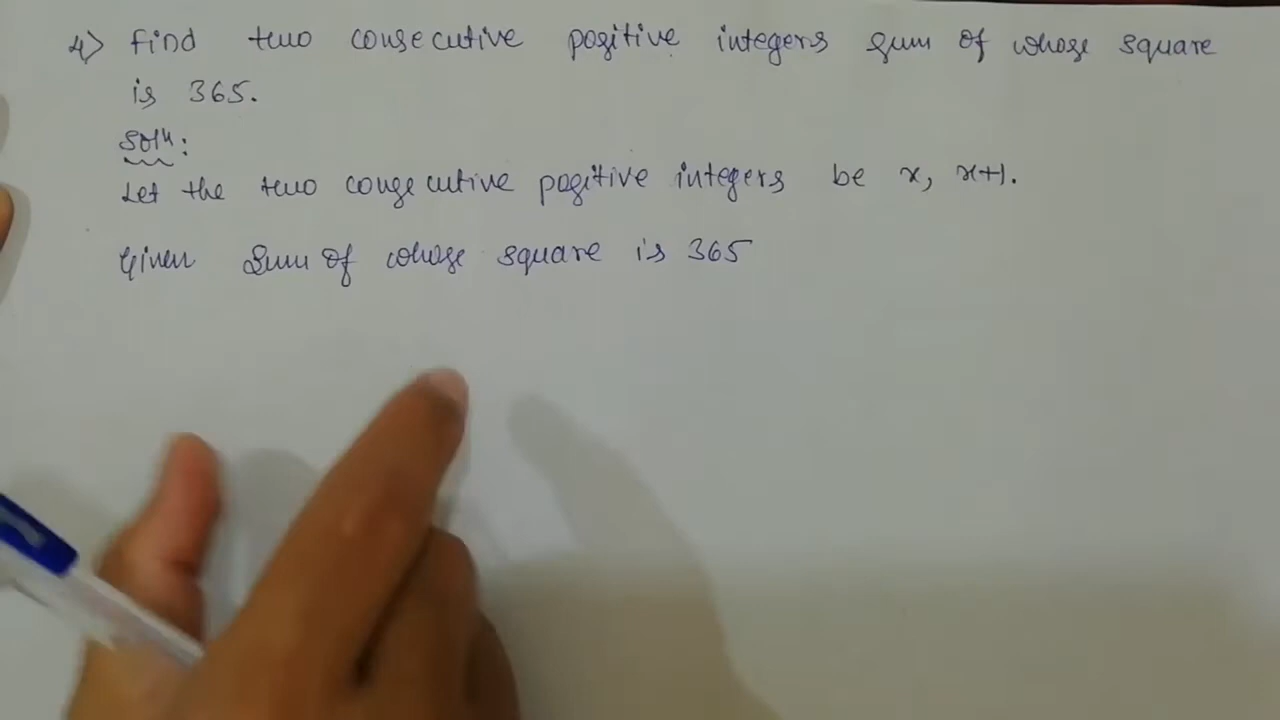 4) Find two consecutive positive integers sum of whose square
is 365.
Soln:
Let the two consecutive positive integers be x, x+1.
Given Sum of whose square is 365